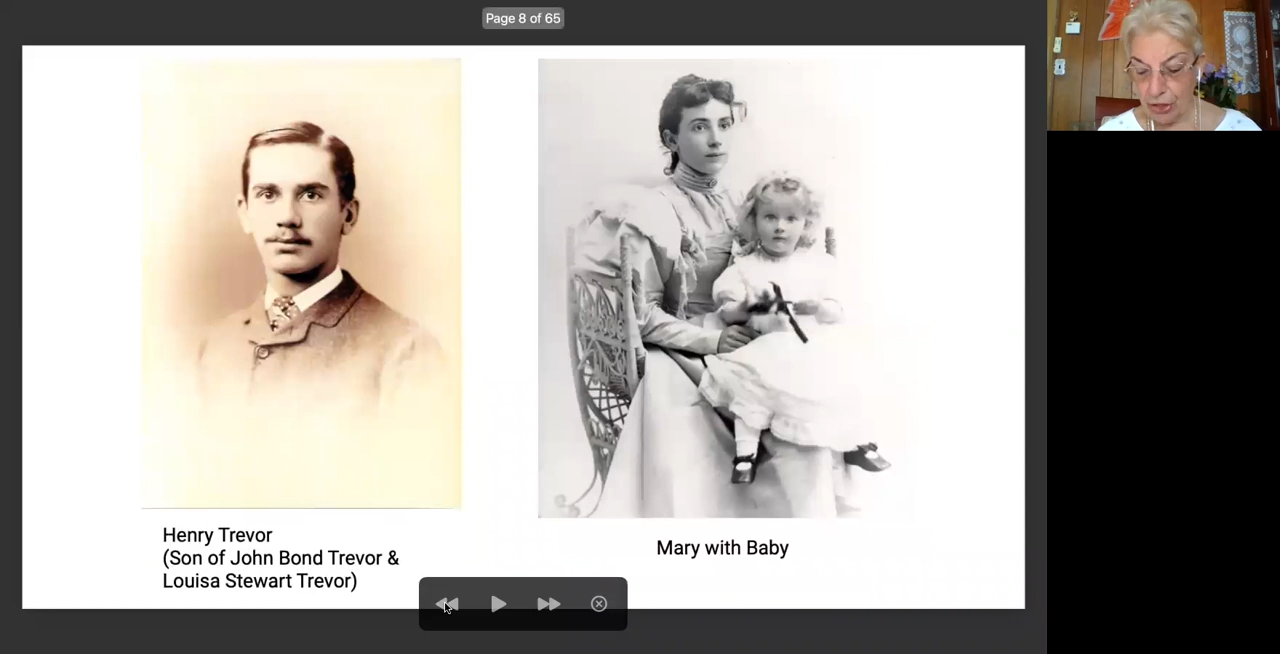 Page 8 of 65
Henry Trevor
(Son of John Bond Trevor &
Louisa Stewart Trevor)
Mary with Baby